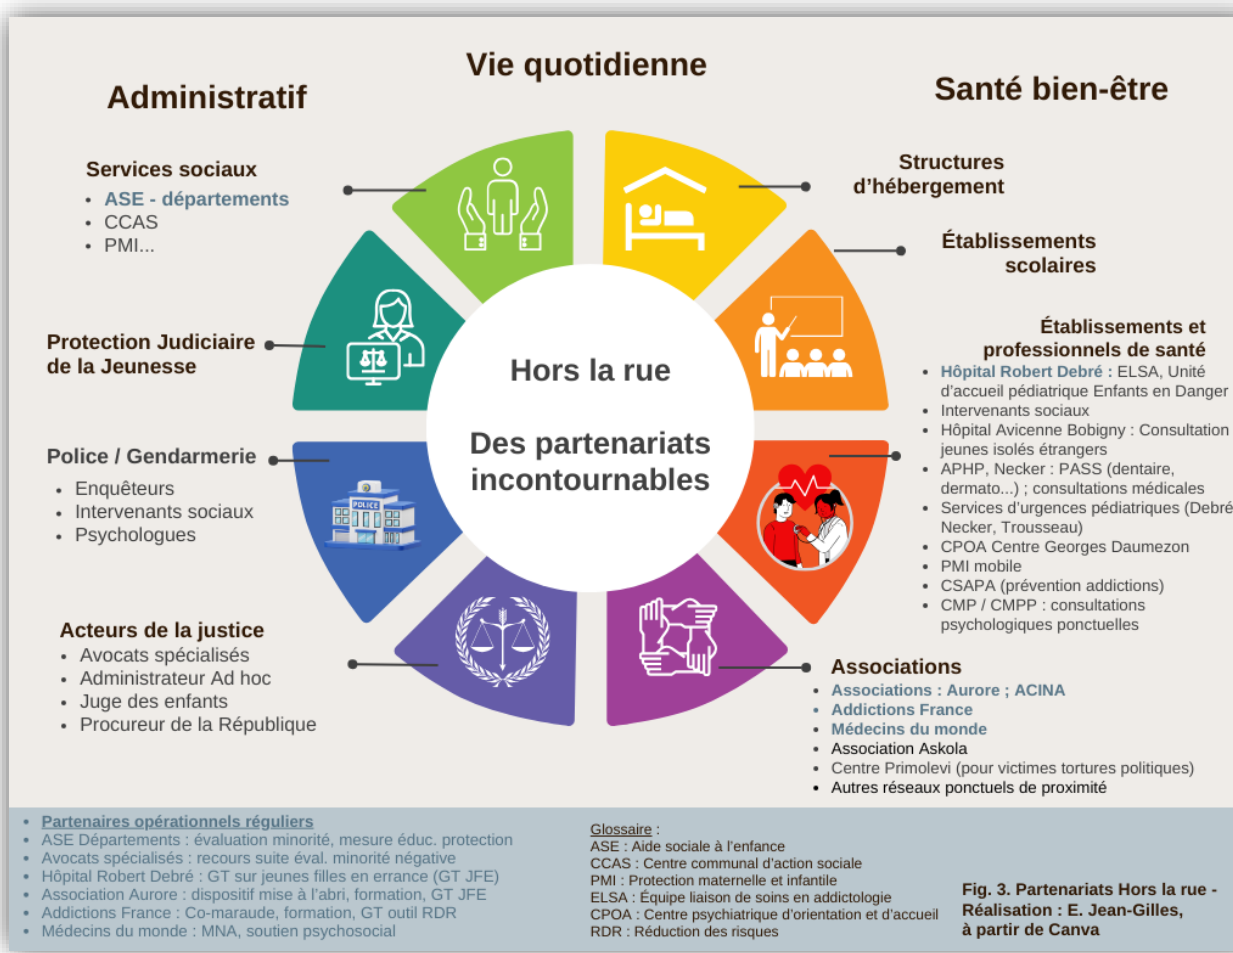 Vie quotidienne
Administratif
Santé bien-être
Services sociaux
• ASE - départements
• CCAS
• PMI...
Protection Judiciaire
de la Jeunesse
Police / Gendarmerie
• Enquêteurs
• Intervenants sociaux
• Psychologues
POLICE
Acteurs de la justice
• Avocats spécialisés
• Administrateur Ad hoc
• Juge des enfants
• Procureur de la République
Hors la rue
Des partenariats
incontournables
Structures
d'hébergement
Établissements
scolaires
Établissements et
professionnels de santé
• Hôpital Robert Debré : ELSA, Unité
d'accueil pédiatrique Enfants en Danger
• Intervenants sociaux
• Hôpital Avicenne Bobigny : Consultation
jeunes isolés étrangers
• APHP, Necker : PASS (dentaire,
dermato...) ; consultations médicales
• Services d'urgences pédiatriques (Debré
Necker, Trousseau)
• CPOA Centre Georges Daumezon
• PMI mobile
• CSAPA (prévention addictions)
• CMP / CMPP : consultations
psychologiques ponctuelles
Associations
• Associations : Aurore ; ACINA
• Addictions France
• Médecins du monde
• Association Askola
• Centre Primolevi (pour victimes tortures politiques)
• Autres réseaux ponctuels de proximité
• Partenaires opérationnels réguliers
• ASE Départements : évaluation minorité, mesure éduc. protection
• Avocats spécialisés : recours suite éval. minorité négative
• Hôpital Robert Debré : GT sur jeunes filles en errance (GT JFE)
• Association Aurore : dispositif mise à l'abri, formation, GT JFE
• Addictions France : Co-maraude, formation, GT outil RDR
• Médecins du monde : MNA, soutien psychosocial
Glossaire :
ASE : Aide sociale à l'enfance
CCAS : Centre communal d'action sociale
PMI : Protection maternelle et infantile
ELSA : Équipe liaison de soins en addictologie
CPOA : Centre psychiatrique d'orientation et d'accueil
RDR : Réduction des risques
Fig. 3. Partenariats Hors la rue -
Réalisation : E. Jean-Gilles,
à partir de Canva